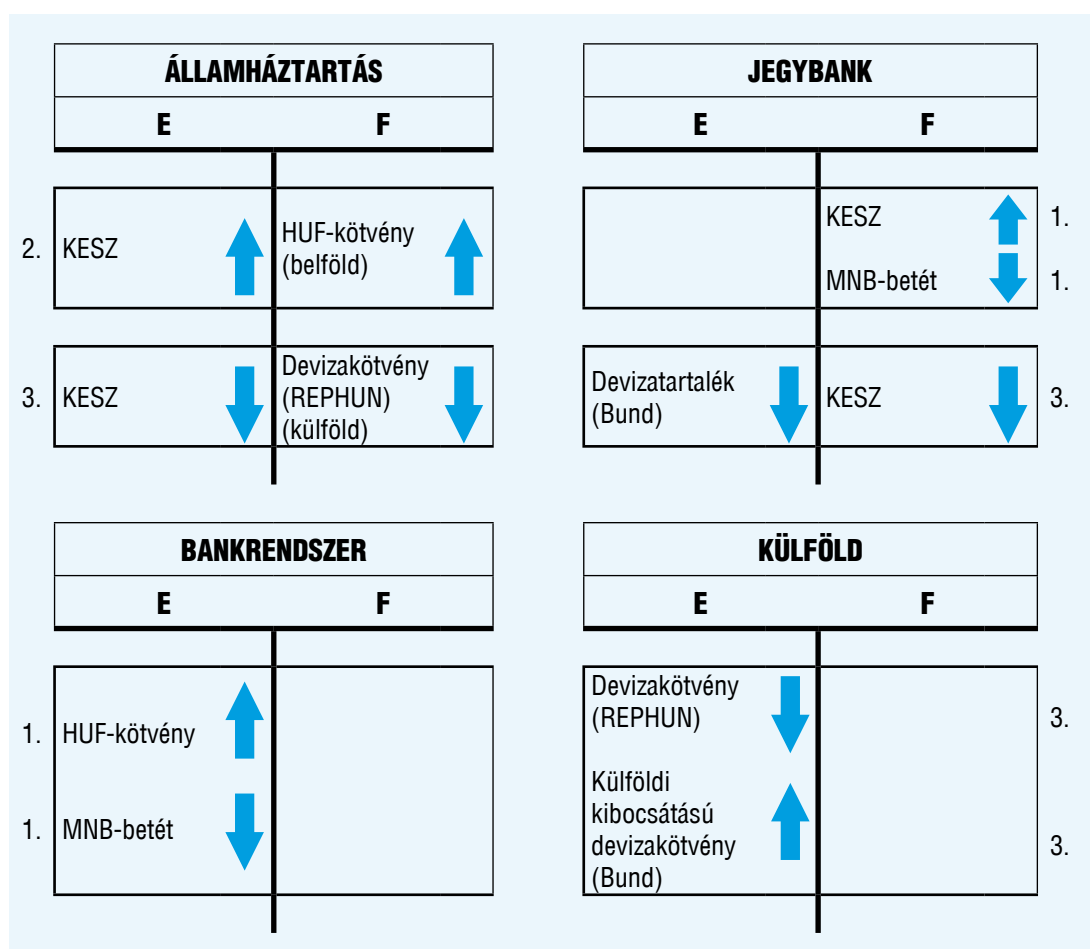 ÁLLAMHÁZTARTÁS
E F
2. KESZ HUF-kötvény
(belföld)
3. KESZ Devizakötvény
(REPHUN)
(külföld)
JEGYBANK
E F
KESZ 1.
MNB-betét 1.
Devizatartalék
(Bund) KESZ 3.
BANKRENDSZER
E F
1. HUF-kötvény
1. MNB-betét
KÜLFÖLD
E F
Devizakötvény
(REPHUN) 3.
Külföldi
kibocsátású
devizakötvény 3.
(Bund)